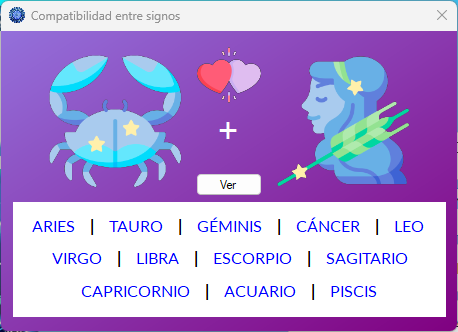 Compatibilidad entre signos
+
Ver
ARIES | TAURO | GÉMINIS | CÁNCER | LEO
VIRGO | LIBRA | ESCORPIO | SAGITARIO
CAPRICORNIO | ACUARIO | PISCIS